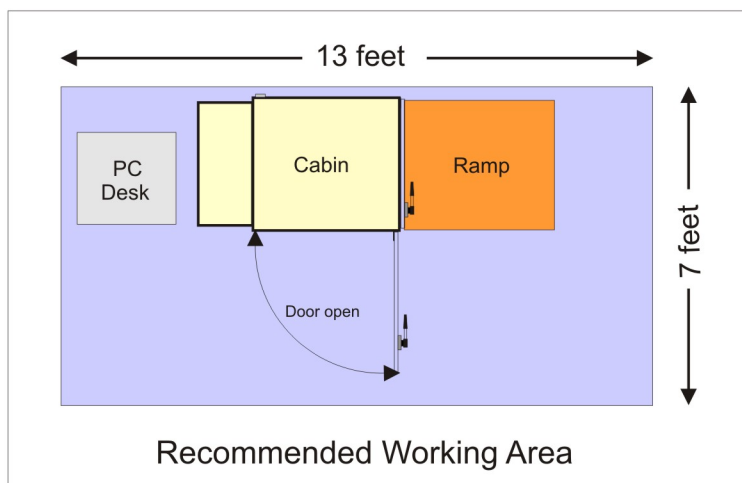 13 feet
PC
Desk
Cabin
Ramp
7 feet
Door open
Recommended Working Area